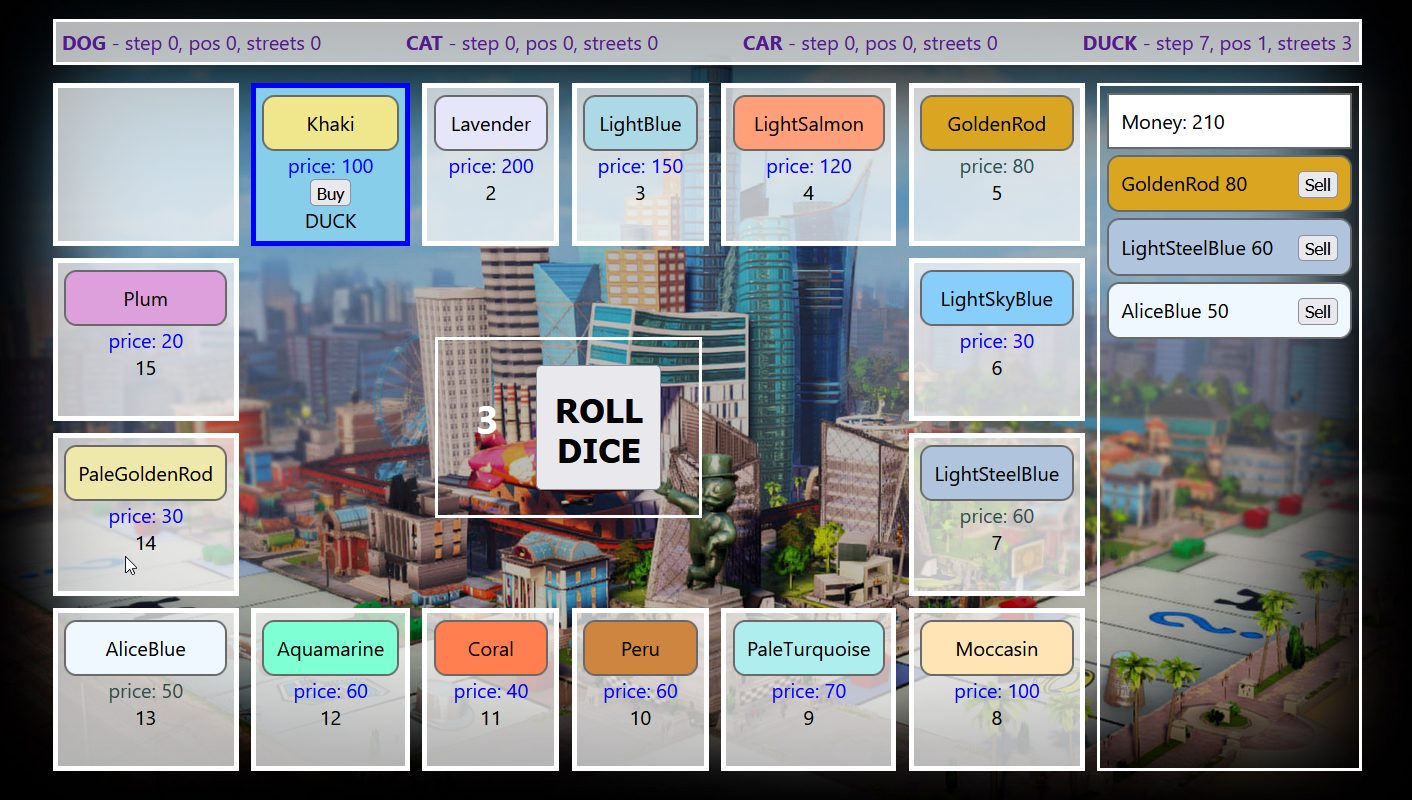 DOG - step 0, pos 0, streets 0
CAT - step 0, pos 0, streets 0
CAR - step 0, pos 0, streets 0
DUCK - step 7, pos 1, streets 3
Khaki
price: 100
Buy
DUCK
Lavender
price: 200
2
LightBlue
price: 150
3
LightSalmon
price: 120
4
GoldenRod
price: 80
5
Money: 210
GoldenRod 80 Sell
LightSteelBlue 60 Sell
AliceBlue 50 Sell
Plum
price: 20
15
LightSkyBlue
price: 30
6
3
ROLL
DICE
PaleGoldenRod
price: 30
14
LightSteelBlue
price: 60
7
AliceBlue
price: 50
13
Aquamarine
price: 60
12
Coral
price: 40
11
Peru
price: 60
10
PaleTurquoise
price: 70
9
Moccasin
price: 100
8